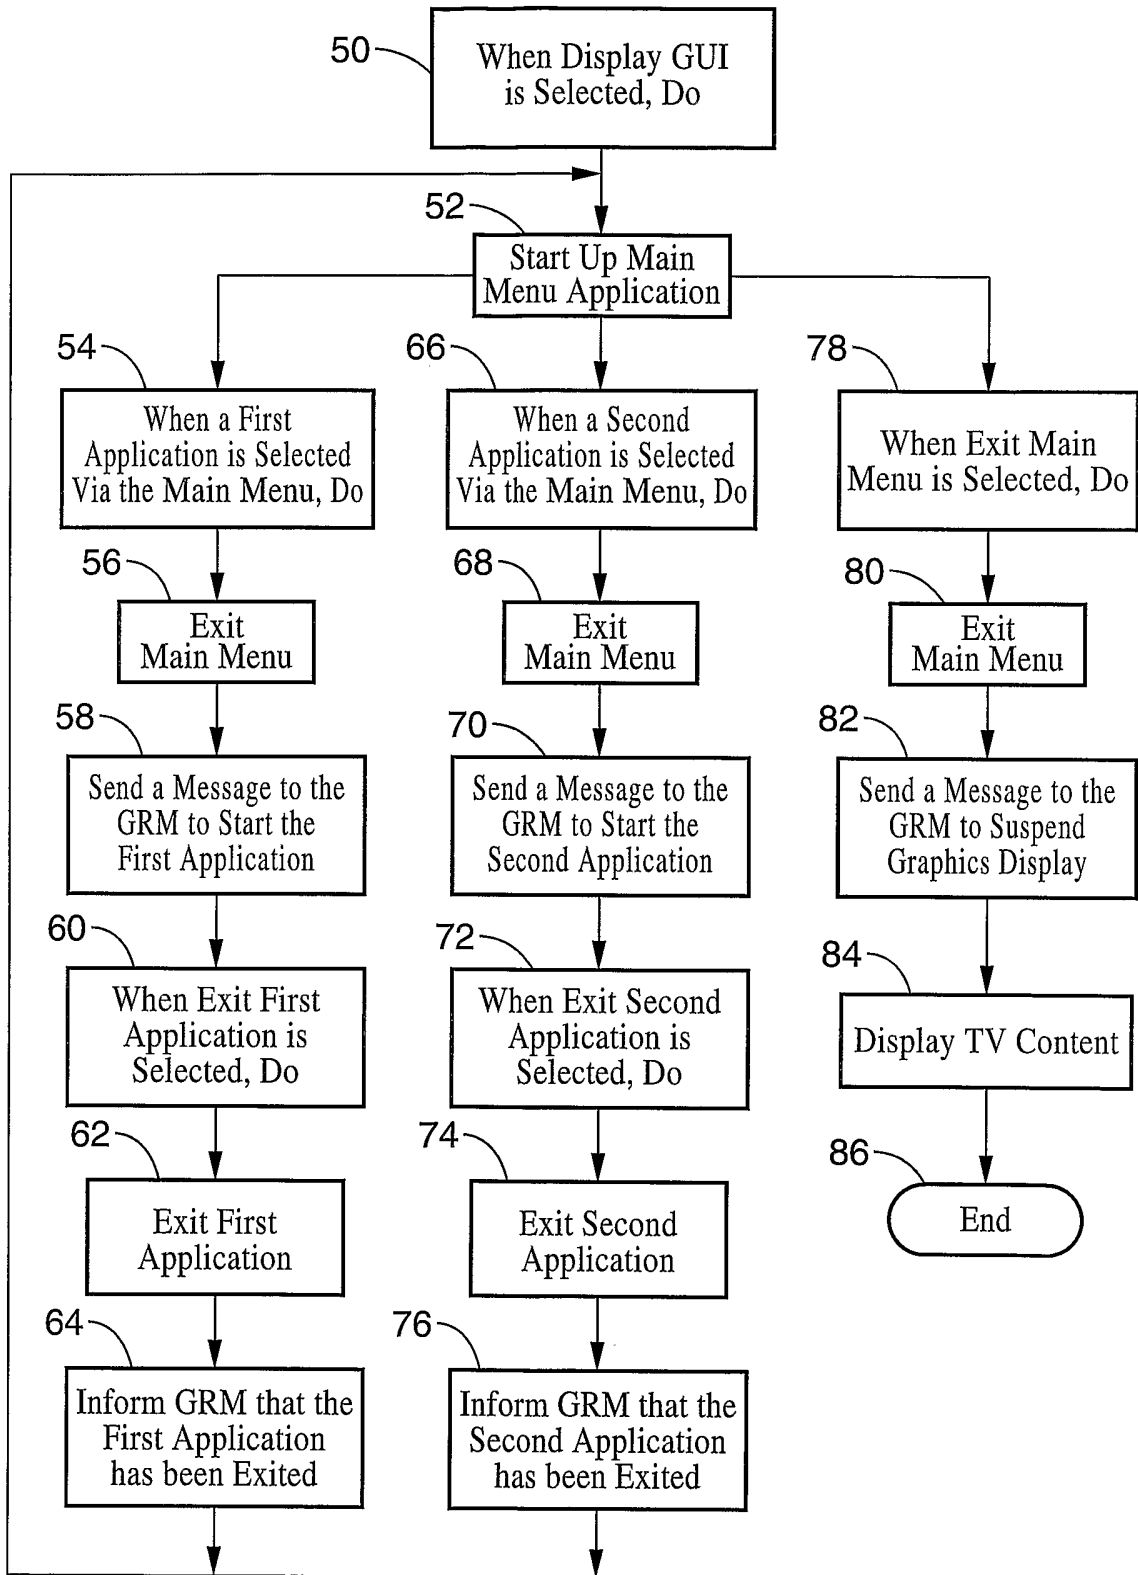 50
When Display GUI
is Selected, Do
52
Start Up Main
Menu Application
54
When a First
Application is Selected
Via the Main Menu, Do
56
Exit
Main Menu
58
Send a Message to the
GRM to Start the
First Application
60
When Exit First
Application is
Selected, Do
62
Exit First
Application
64
Inform GRM that the
First Application
has been Exited
66
When a Second
Application is Selected
Via the Main Menu, Do
68
Exit
Main Menu
70
Send a Message to the
GRM to Start the
Second Application
72
When Exit Second
Application is
Selected, Do
74
Exit Second
Application
76
Inform GRM that the
Second Application
has been Exited
78
When Exit Main
Menu is Selected, Do
80
Exit
Main Menu
82
Send a Message to the
GRM to Suspend
Graphics Display
84
Display TV Content
86
End